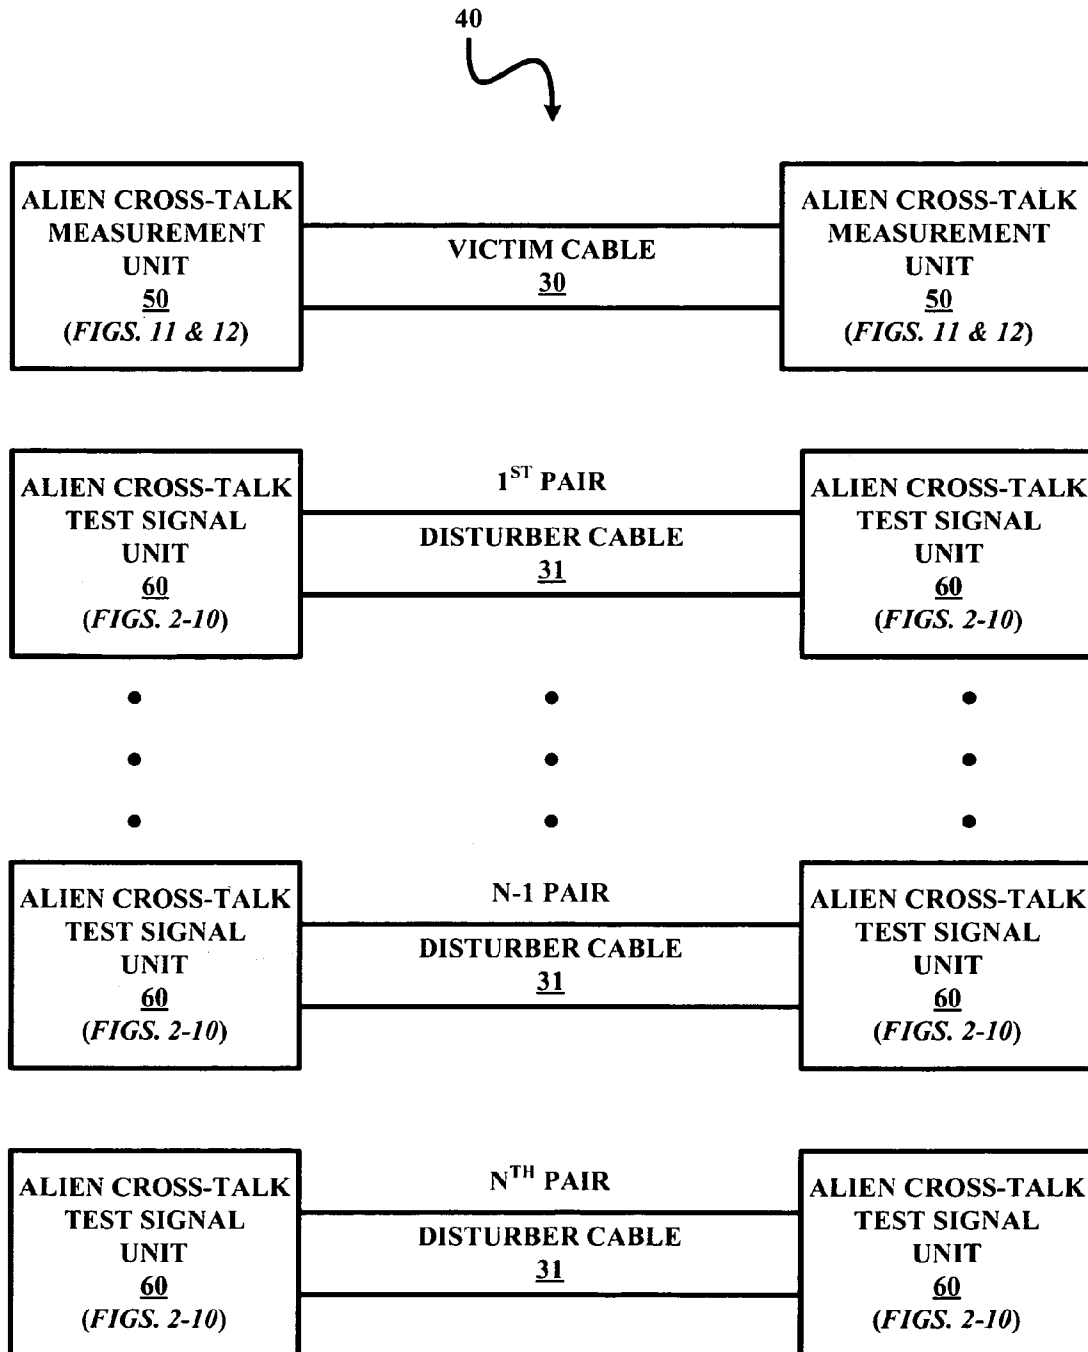 40
ALIEN CROSS-TALK
MEASUREMENT
UNIT
50
(FIGS. 11 & 12)
VICTIM CABLE
30
ALIEN CROSS-TALK
MEASUREMENT
UNIT
50
(FIGS. 11 & 12)
ALIEN CROSS-TALK
TEST SIGNAL
UNIT
60
(FIGS. 2-10)
1ST PAIR
DISTURBER CABLE
31
ALIEN CROSS-TALK
TEST SIGNAL
UNIT
60
(FIGS. 2-10)
ALIEN CROSS-TALK
TEST SIGNAL
UNIT
60
(FIGS. 2-10)
N-1 PAIR
DISTURBER CABLE
31
ALIEN CROSS-TALK
TEST SIGNAL
UNIT
60
(FIGS. 2-10)
ALIEN CROSS-TALK
TEST SIGNAL
UNIT
60
(FIGS. 2-10)
NTH PAIR
DISTURBER CABLE
31
ALIEN CROSS-TALK
TEST SIGNAL
UNIT
60
(FIGS. 2-10)